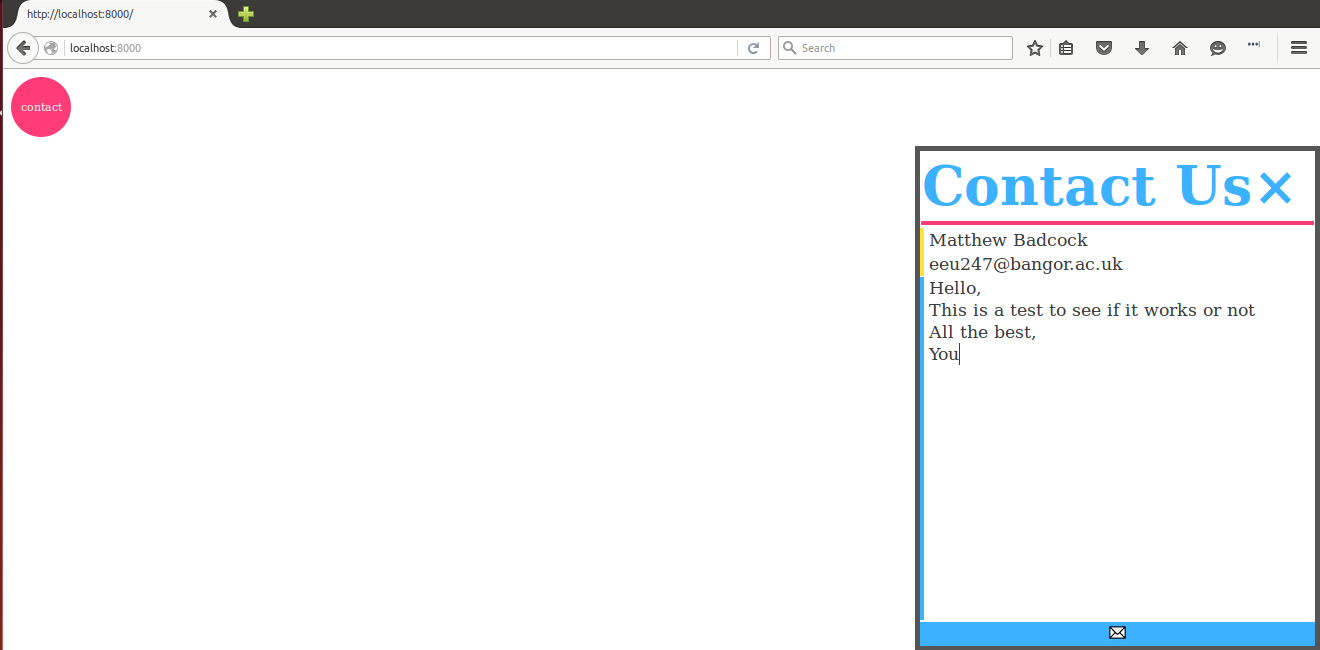 http://localhost:8000/
localhost:8000
Search
contact
Contact Us×
Matthew Badcock
eeu247@bangor.ac.uk
Hello,
This is a test to see if it works or not
All the best,
You